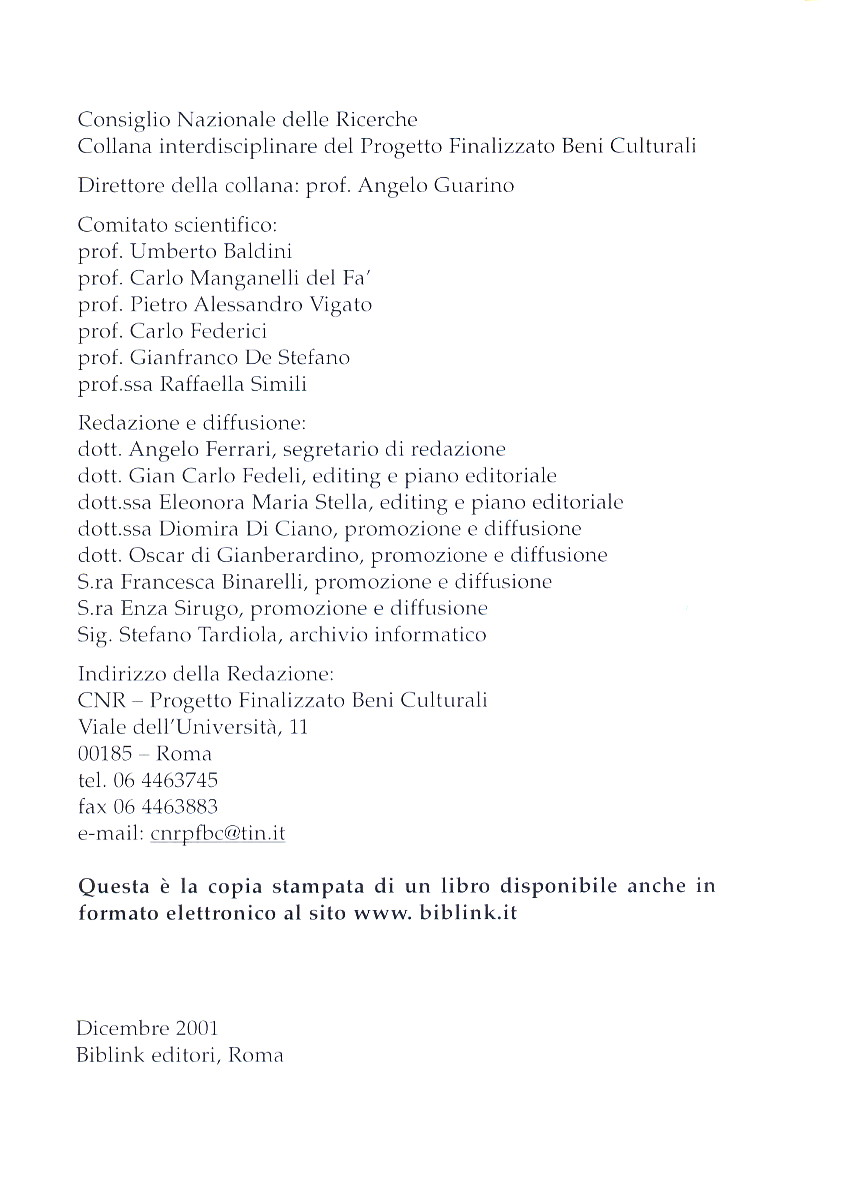 Consiglio Nazionale delle Ricerche
Collana interdisciplinare del Progetto Finalizzato Beni Culturali
Direttore della collana: prof. Angelo Guarino
Comitato scientifico:
prof. Umberto Baldini
prof. Carlo Manganelli del Fa'
prof. Pietro Alessandro Vigato
prof. Carlo Federici
prof. Gianfranco De Stefano
prof.ssa Raffaella Simili
Redazione e diffusione:
dott. Angelo Ferrari, segretario di redazione
dott. Gian Carlo Fedeli, editing e piano editoriale
dott.ssa Eleonora Maria Stella, editing e piano editoriale
dott.ssa Diomira Di Ciano, promozione e diffusione
dott. Oscar di Gianberardino, promozione e diffusione
S.ra Francesca Binarelli, promozione e diffusione
S.ra Enza Sirugo, promozione e diffusione
Sig. Stefano Tardiola, archivio informatico
Indirizzo della Redazione:
CNR – Progetto Finalizzato Beni Culturali
Viale dell'Università, 11
00185 – Roma
tel. 06 4463745
fax 06 4463883
e-mail: cnrpfbc@tin.it
Questa è la copia stampata di un libro disponibile anche in
formato elettronico al sito www. biblink.it
Dicembre 2001
Biblink editori, Roma